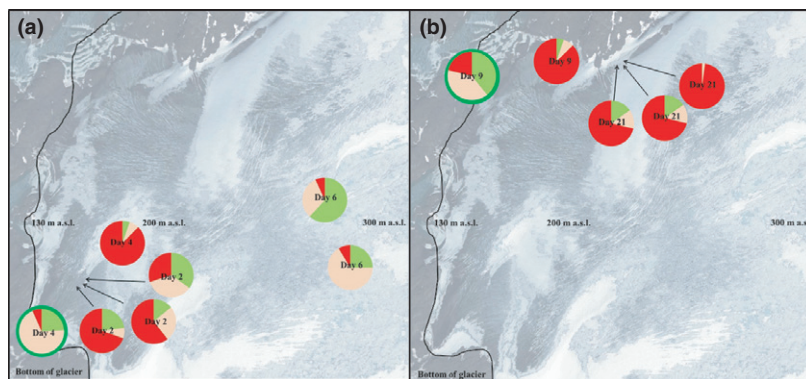 (a)
Day 6
130 m a.s.l.
200 m a.s.l.
300 m a.s.l.
Day 4
Day 6
Day 2
Day 4
Day 2
Day 2
Bottom of glacier
(b)
Day 9
Day 9
Day 21
Day 21
Day 21
130 m a.s.l.
200 m a.s.l.
300 m a.s.l.
Bottom of glacier